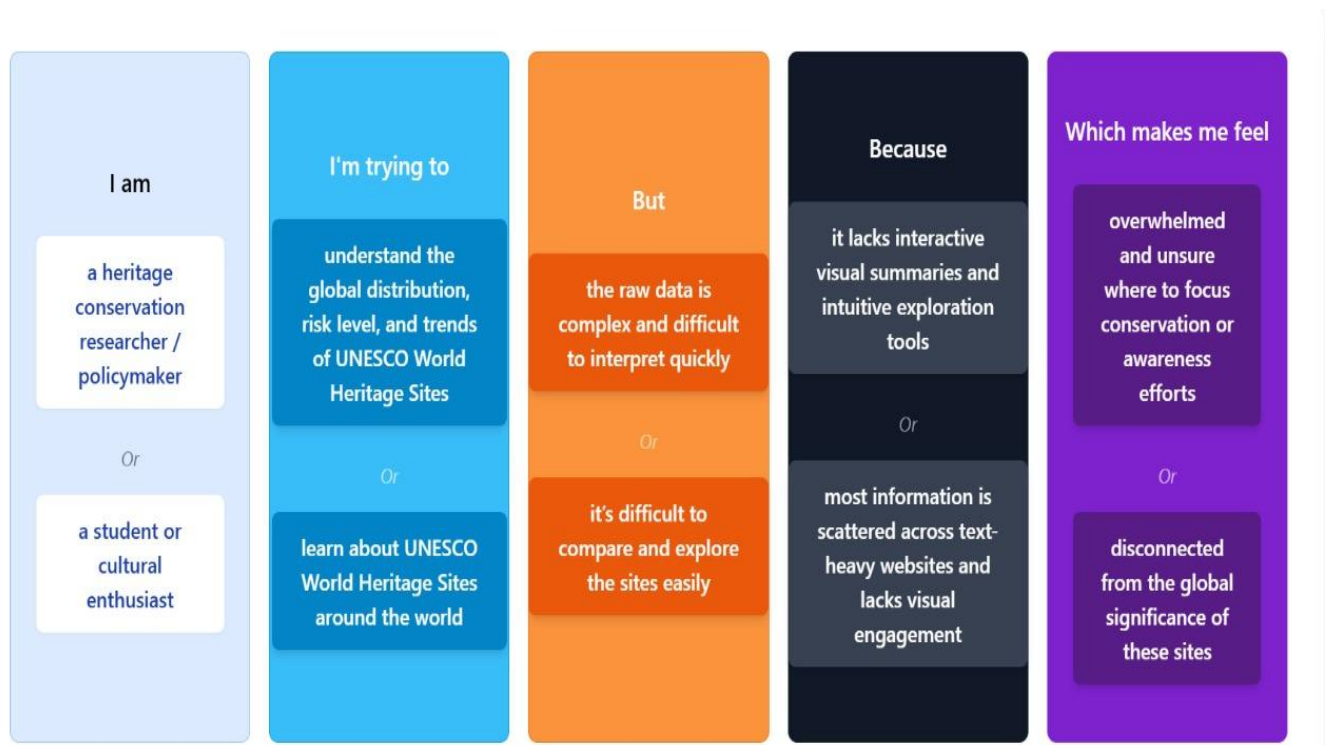 I am
a heritage
conservation
researcher /
policymaker
Or
a student or
cultural
enthusiast
I'm trying to
understand the
global distribution,
risk level, and trends
of UNESCO World
Heritage Sites
Or
learn about UNESCO
World Heritage Sites
around the world
But
the raw data is
complex and difficult
to interpret quickly
Or
it's difficult to
compare and explore
the sites easily
Because
it lacks interactive
visual summaries and
intuitive exploration
tools
Or
most information is
scattered across text-
heavy websites and
lacks visual
engagement
Which makes me feel
overwhelmed
and unsure
where to focus
conservation or
awareness
efforts
Or
disconnected
from the global
significance of
these sites